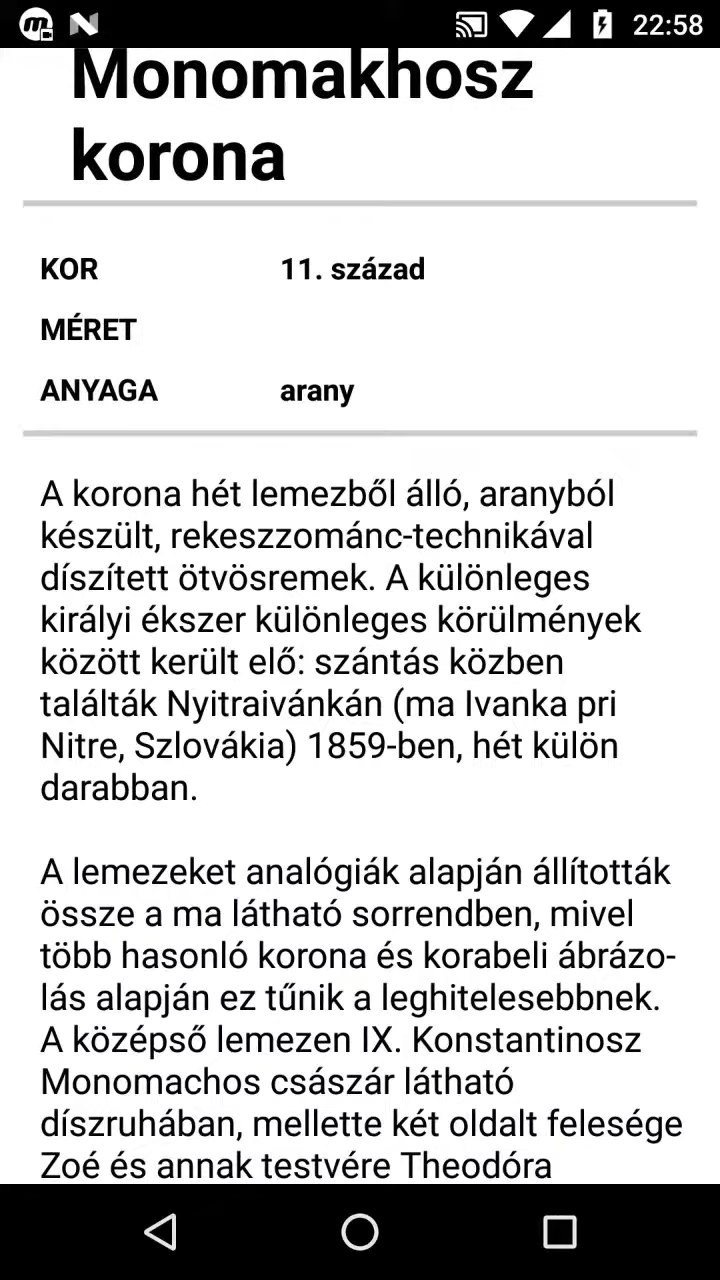 22:58
Monomakhosz
korona
KOR 11. század
MÉRET
ANYAGA arany
A korona hét lemezből álló, aranyból
készült, rekeszzománc-technikával
díszített ötvösremek. A különleges
királyi ékszer különleges körülmények
között került elő: szántás közben
találták Nyitraivánkán (ma Ivanka pri
Nitre, Szlovákia) 1859-ben, hét külön
darabban.
A lemezeket analógiák alapján állították
össze a ma látható sorrendben, mivel
több hasonló korona és korabeli ábrázo-
lás alapján ez tűnik a leghitelesebbnek.
A középső lemezen IX. Konstantinosz
Monomachos császár látható
díszruhában, mellette két oldalt felesége
Zoé és annak testvére Theodóra